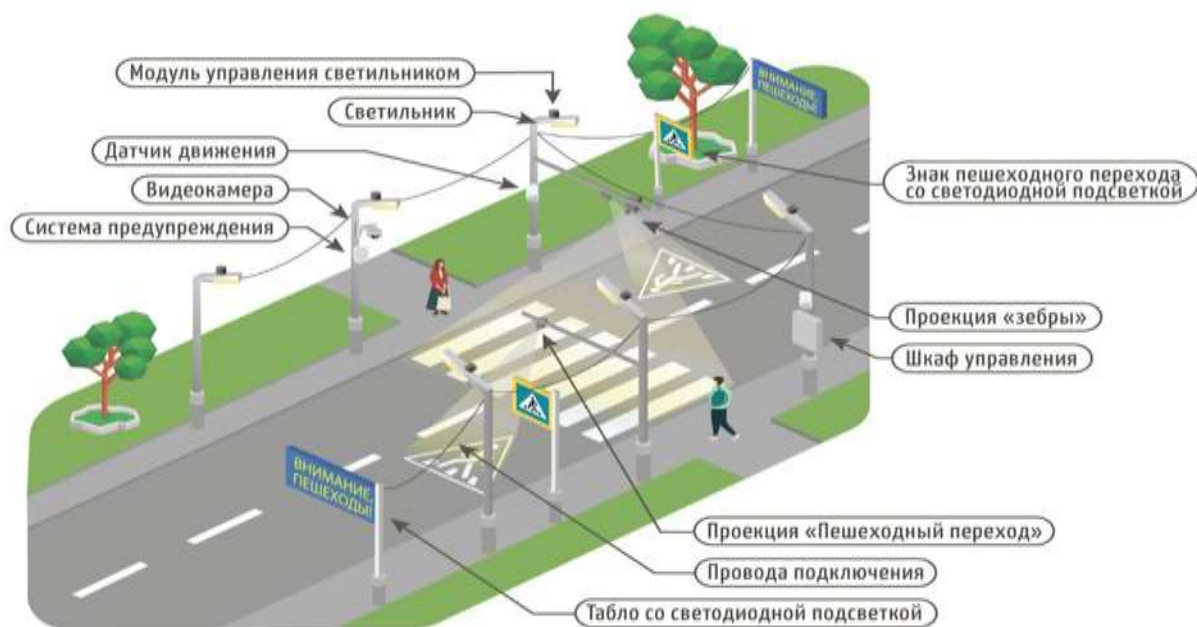 Модуль управления светильником
Светильник
Датчик движения
Видеокамера
Система предупреждения
ВНИМАНИЕ,
ПЕШЕХОДЫ!
Знак пешеходного перехода
со светодиодной подсветкой
Проекция «зебры»
Шкаф управления
ВНИМАНИЕ,
ПЕШЕХОДЫ!
Проекция «Пешеходный переход»
Провода подключения
Табло со светодиодной подсветкой